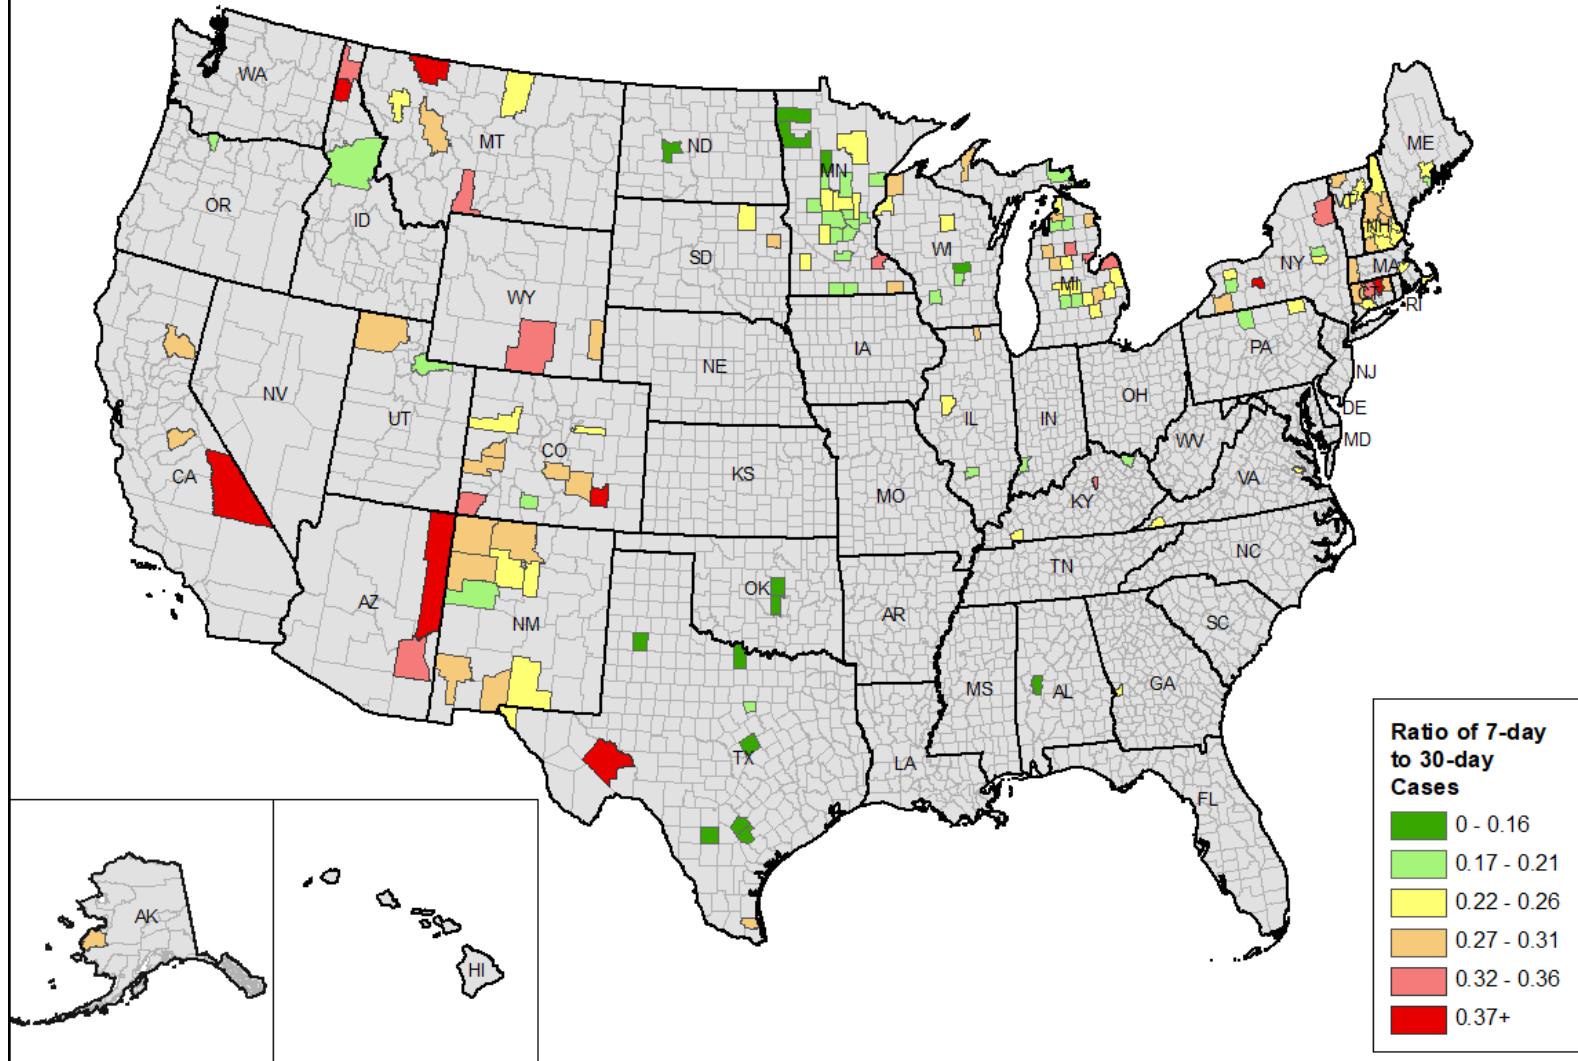 WA
MT
ND
MN
ME
OR
ID
SD
WI
MI
NY
V
NH
MA
CT
RI
WY
NE
IA
PA
NJ
NV
UT
CO
IL
IN
OH
DE
MD
WV
VA
CA
KS
MO
KY
AZ
NM
OK
AR
TN
NC
SC
TX
LA
MS
AL
GA
FL
AK
HI
Ratio of 7-day
to 30-day
Cases
0 - 0.16
0.17 - 0.21
0.22 - 0.26
0.27 - 0.31
0.32 - 0.36
0.37+